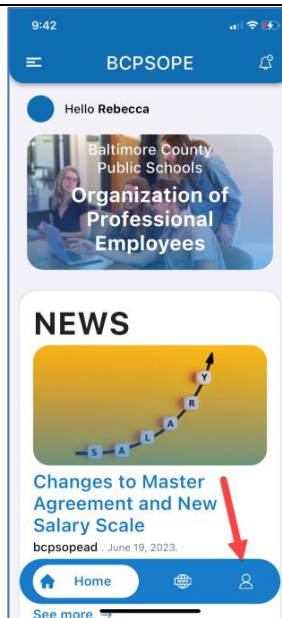 9:42
BCPSOPE
Hello Rebecca
Baltimore County
Public Schools
Organization of
Professional
Employees
NEWS
S A L A R Y
Changes to Master
Agreement and New
Salary Scale
bcpsopead . June 19, 2023.
Home
NEWS
See more →